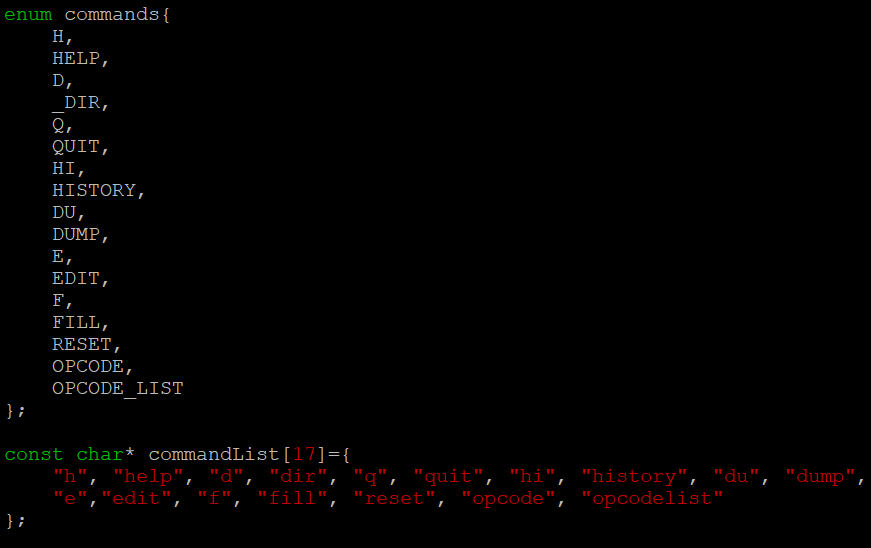 enum commands{
    H,
    HELP,
    D,
    _DIR,
    Q,
    QUIT,
    HI,
    HISTORY,
    DU,
    DUMP,
    E,
    EDIT,
    F,
    FILL,
    RESET,
    OPCODE,
    OPCODE_LIST
};

const char* commandList[17]={
    "h", "help", "d", "dir", "q", "quit", "hi", "history", "du", "dump",
    "e","edit", "f", "fill", "reset", "opcode", "opcodelist"
};